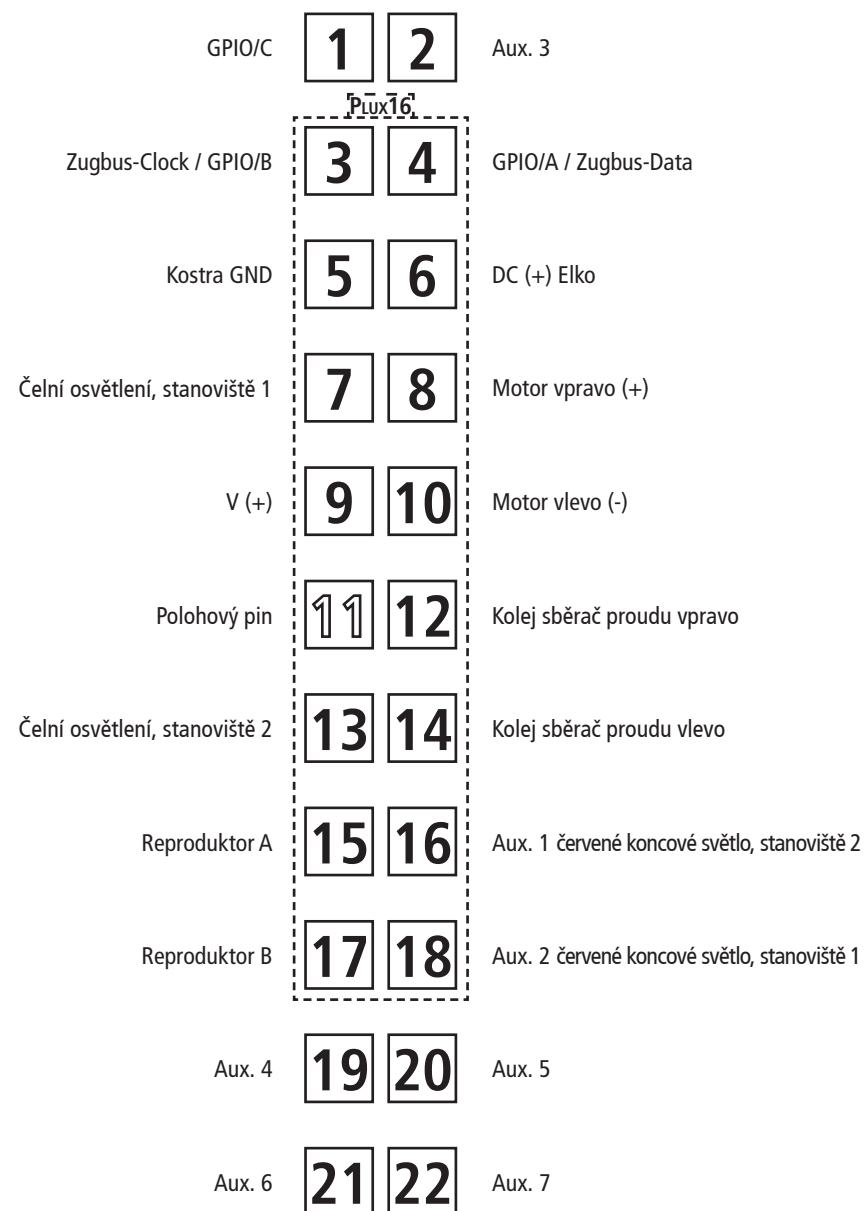 GPIO/C 1 2 Aux. 3
PLUX16
Zugbus-Clock / GPIO/B 3 4 GPIO/A / Zugbus-Data
Kostra GND 5 6 DC (+) Elko
Čelní osvětlení, stanoviště 1 7 8 Motor vpravo (+)
V (+) 9 10 Motor vlevo (-)
Polohový pin 11 12 Kolej sběrač proudu vpravo
Čelní osvětlení, stanoviště 2 13 14 Kolej sběrač proudu vlevo
Reproduktor A 15 16 Aux. 1 červené koncové světlo, stanoviště 2
Reproduktor B 17 18 Aux. 2 červené koncové světlo, stanoviště 1
Aux. 4 19 20 Aux. 5
Aux. 6 21 22 Aux. 7